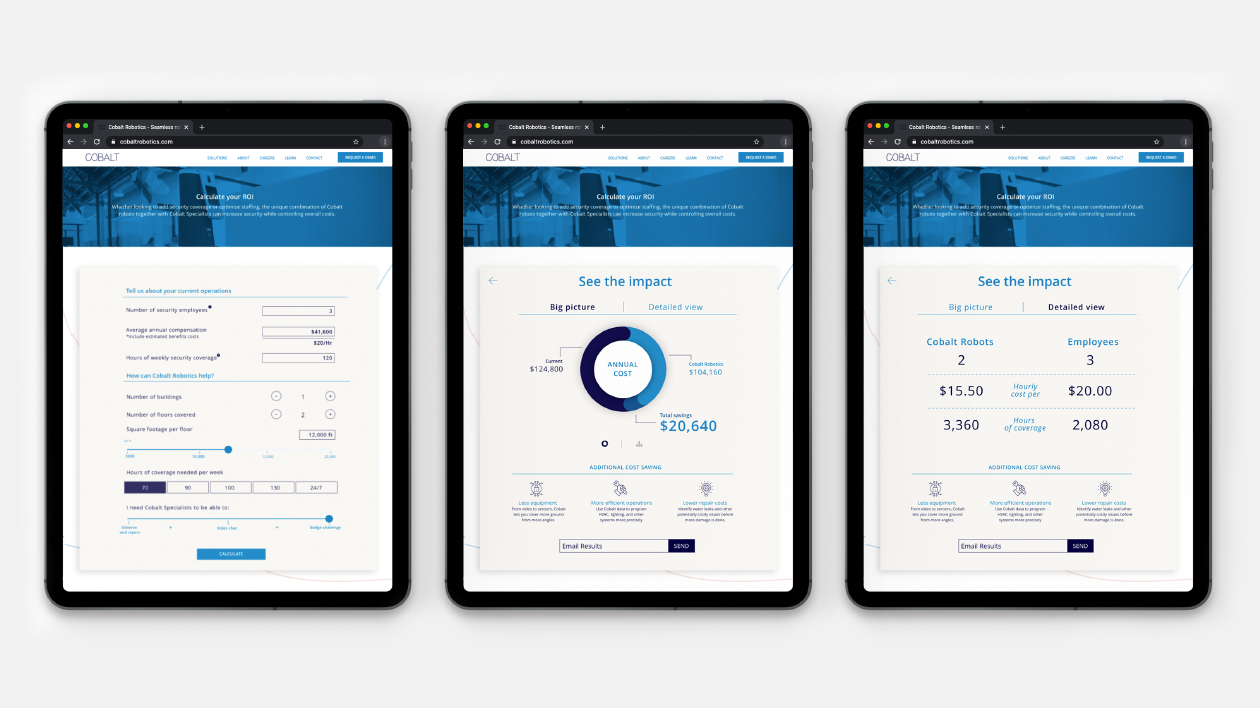 Cobalt Robotics - Seamless ro
cobaltrobotics.com
COBALT
SOLUTIONS ABOUT CAREERS LEARN CONTACT REQUEST A DEMO
Calculate your ROI
Whether looking to add security coverage or optimize staffing, the unique combination of Cobalt
robots together with Cobalt Specialists can increase security while controlling overall costs.
Tell us about your current operations
Number of security employees 3
Average annual compensation $41,600
*Include estimated benefits costs
$20/Hr
Hours of weekly security coverage 120
How can Cobalt Robotics help?
Number of buildings - 1 +
Number of floors covered - 2 +
Square footage per floor
12,000 ft
5000 10,000 15,000 20,000
Hours of coverage needed per week
70 90 100 130 24/7
I need Cobalt Specialists to be able to:
Observe + Video chat + Badge challenge
and report
CALCULATE
Cobalt Robotics - Seamless ro
cobaltrobotics.com
COBALT
SOLUTIONS ABOUT CAREERS LEARN CONTACT REQUEST A DEMO
Calculate your ROI
Whether looking to add security coverage or optimize staffing, the unique combination of Cobalt
robots together with Cobalt Specialists can increase security while controlling overall costs.
See the impact
Big picture Detailed view
Current
$124,800
ANNUAL
COST
Cobalt Robotics
$104,160
Total savings
$20,640
ADDITIONAL COST SAVING
Less equipment
From video to sensors, Cobalt
lets you cover more ground
from more angles.
More efficient operations
Use Cobalt data to program
HVAC, lighting, and other
systems more precisely.
Lower repair costs
Identify water leaks and other
potentially costly issues before
more damage is done.
Email Results SEND
Cobalt Robotics - Seamless ro
cobaltrobotics.com
COBALT
SOLUTIONS ABOUT CAREERS LEARN CONTACT REQUEST A DEMO
Calculate your ROI
Whether looking to add security coverage or optimize staffing, the unique combination of Cobalt
robots together with Cobalt Specialists can increase security while controlling overall costs.
See the impact
Big picture Detailed view
Cobalt Robots Employees
2 3
$15.50 Hourly $20.00
cost per
3,360 Hours 2,080
of coverage
ADDITIONAL COST SAVING
Less equipment
From video to sensors, Cobalt
lets you cover more ground
from more angles.
More efficient operations
Use Cobalt data to program
HVAC, lighting, and other
systems more precisely.
Lower repair costs
Identify water leaks and other
potentially costly issues before
more damage is done.
Email Results SEND